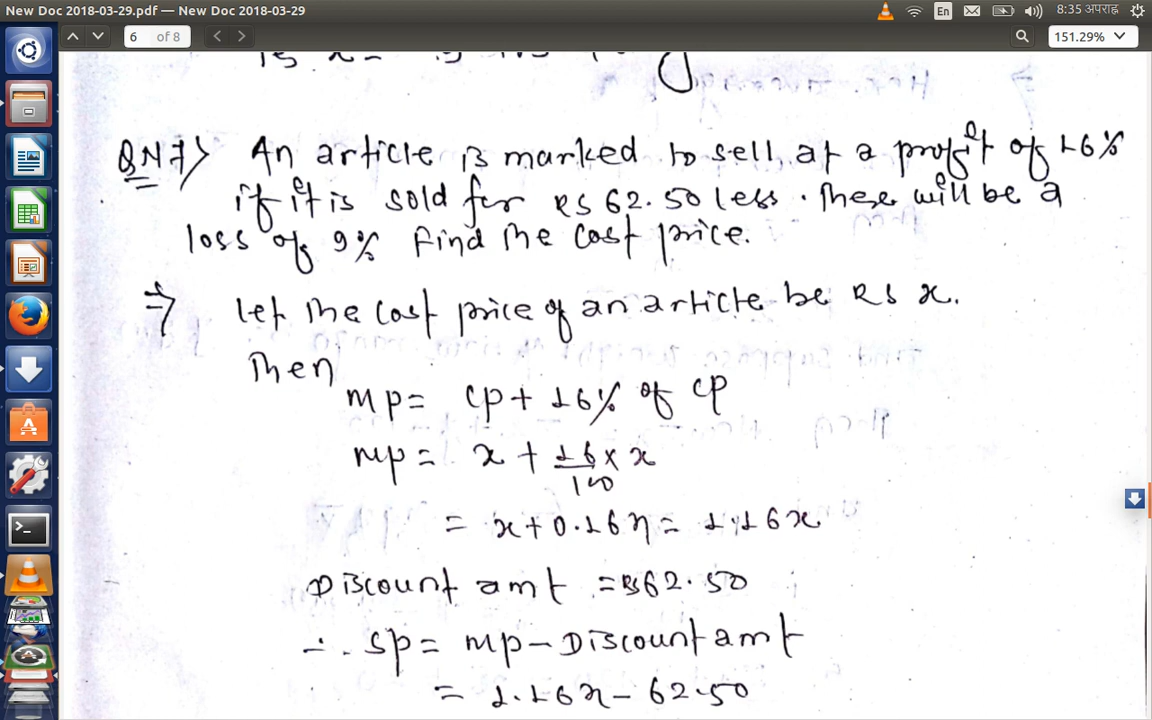 New Doc 2018-03-29.pdf — New Doc 2018-03-29
En
8:35 अपराह्न
6 of 8
151.29%
QN 7> An article is marked to sell at a profit of 16%
if it is sold for RS 62.50 less. There will be a
loss of 9% Find the cost price.
⇒ Let the cost price of an article be RS x.
Then
mp= cp+ 16% of cp
mp= x + 16/100 × x
= x+0.16x = 1.16x
Discount amt =RS62.50
∴ SP= mp-Discount amt
= 1.16x - 62.50